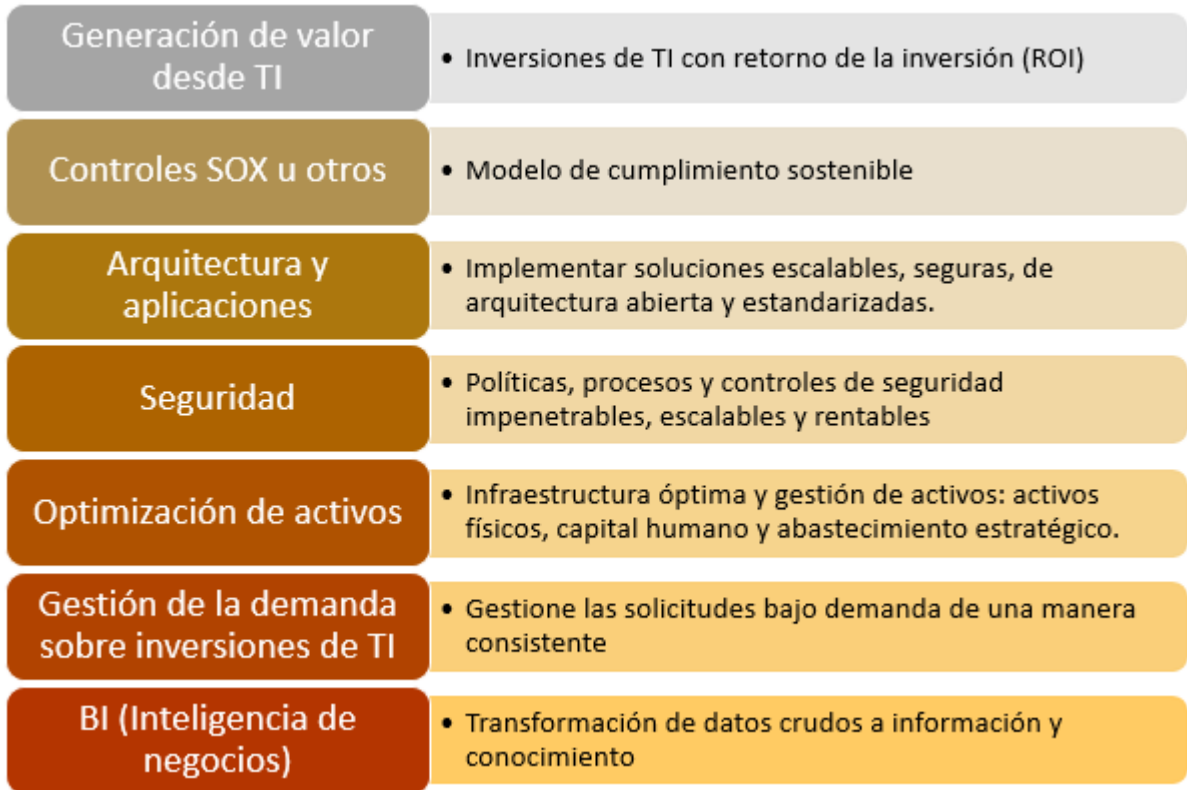 Generación de valor
desde TI
• Inversiones de TI con retorno de la inversión (ROI)
Controles SOX u otros
• Modelo de cumplimiento sostenible
Arquitectura y
aplicaciones
• Implementar soluciones escalables, seguras, de
arquitectura abierta y estandarizadas.
Seguridad
• Políticas, procesos y controles de seguridad
impenetrables, escalables y rentables
Optimización de activos
• Infraestructura óptima y gestión de activos: activos
físicos, capital humano y abastecimiento estratégico.
Gestión de la demanda
sobre inversiones de TI
• Gestione las solicitudes bajo demanda de una manera
consistente
BI (Inteligencia de
negocios)
• Transformación de datos crudos a información y
conocimiento